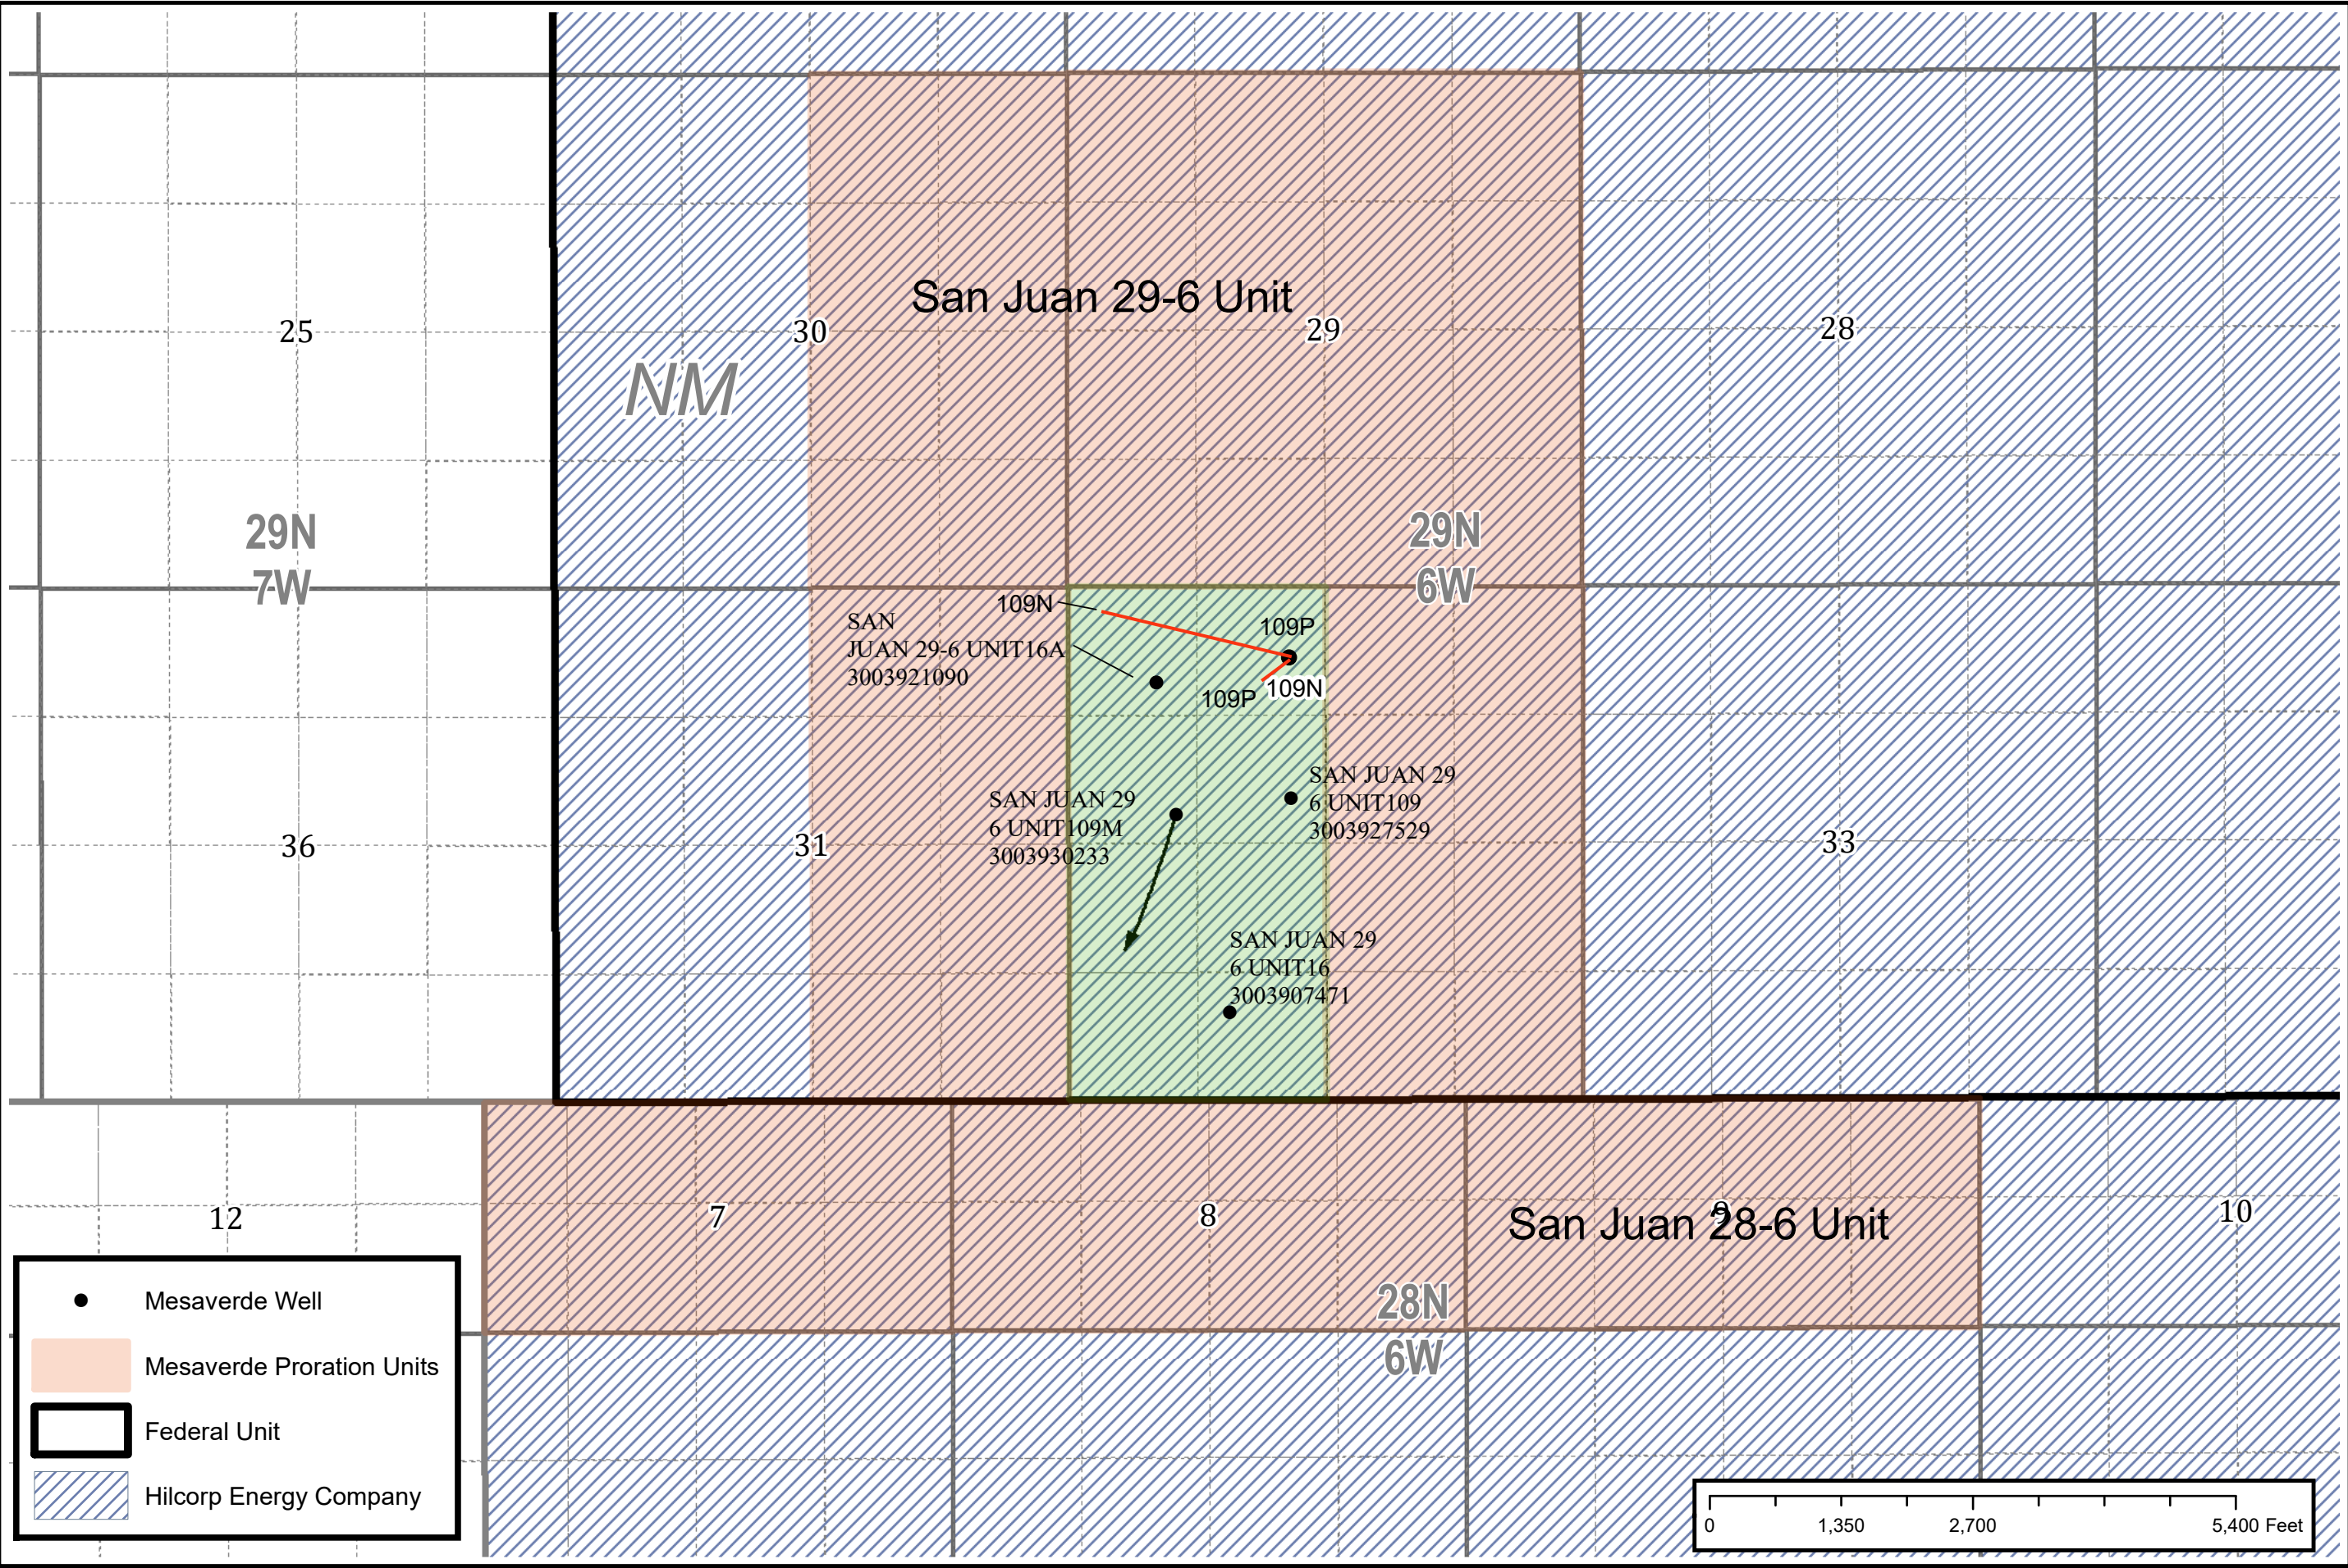 San Juan 29-6 Unit
25
30
29
28
NM
29N
7W
29N
6W
109N
SAN
JUAN 29-6 UNIT16A
3003921090
109P
109N
109P
SAN JUAN 29
6 UNIT109
3003927529
SAN JUAN 29
6 UNIT109M
3003930233
36
31
33
SAN JUAN 29
6 UNIT16
3003907471
12
7
8
9
10
San Juan 28-6 Unit
28N
6W
Mesaverde Well
Mesaverde Proration Units
Federal Unit
Hilcorp Energy Company
0 1,350 2,700 5,400 Feet